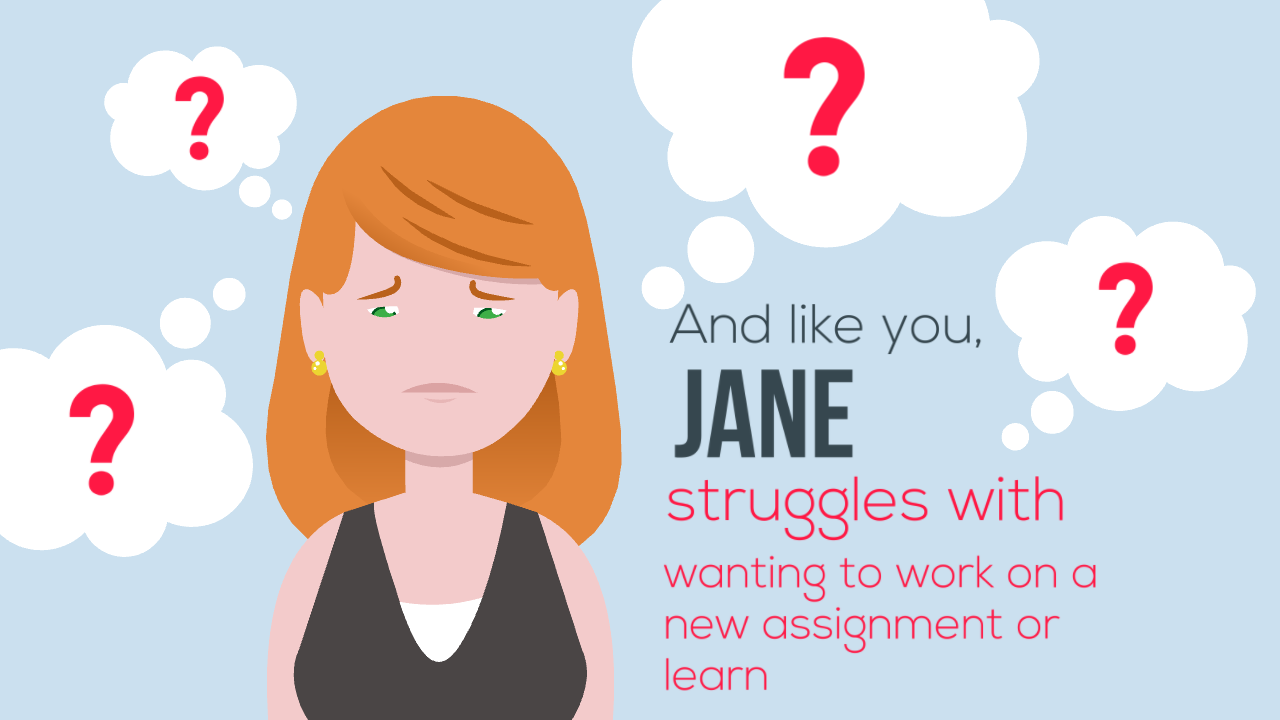 ?
?
?
?
And like you,
JANE
struggles with
wanting to work on a
new assignment or
learn